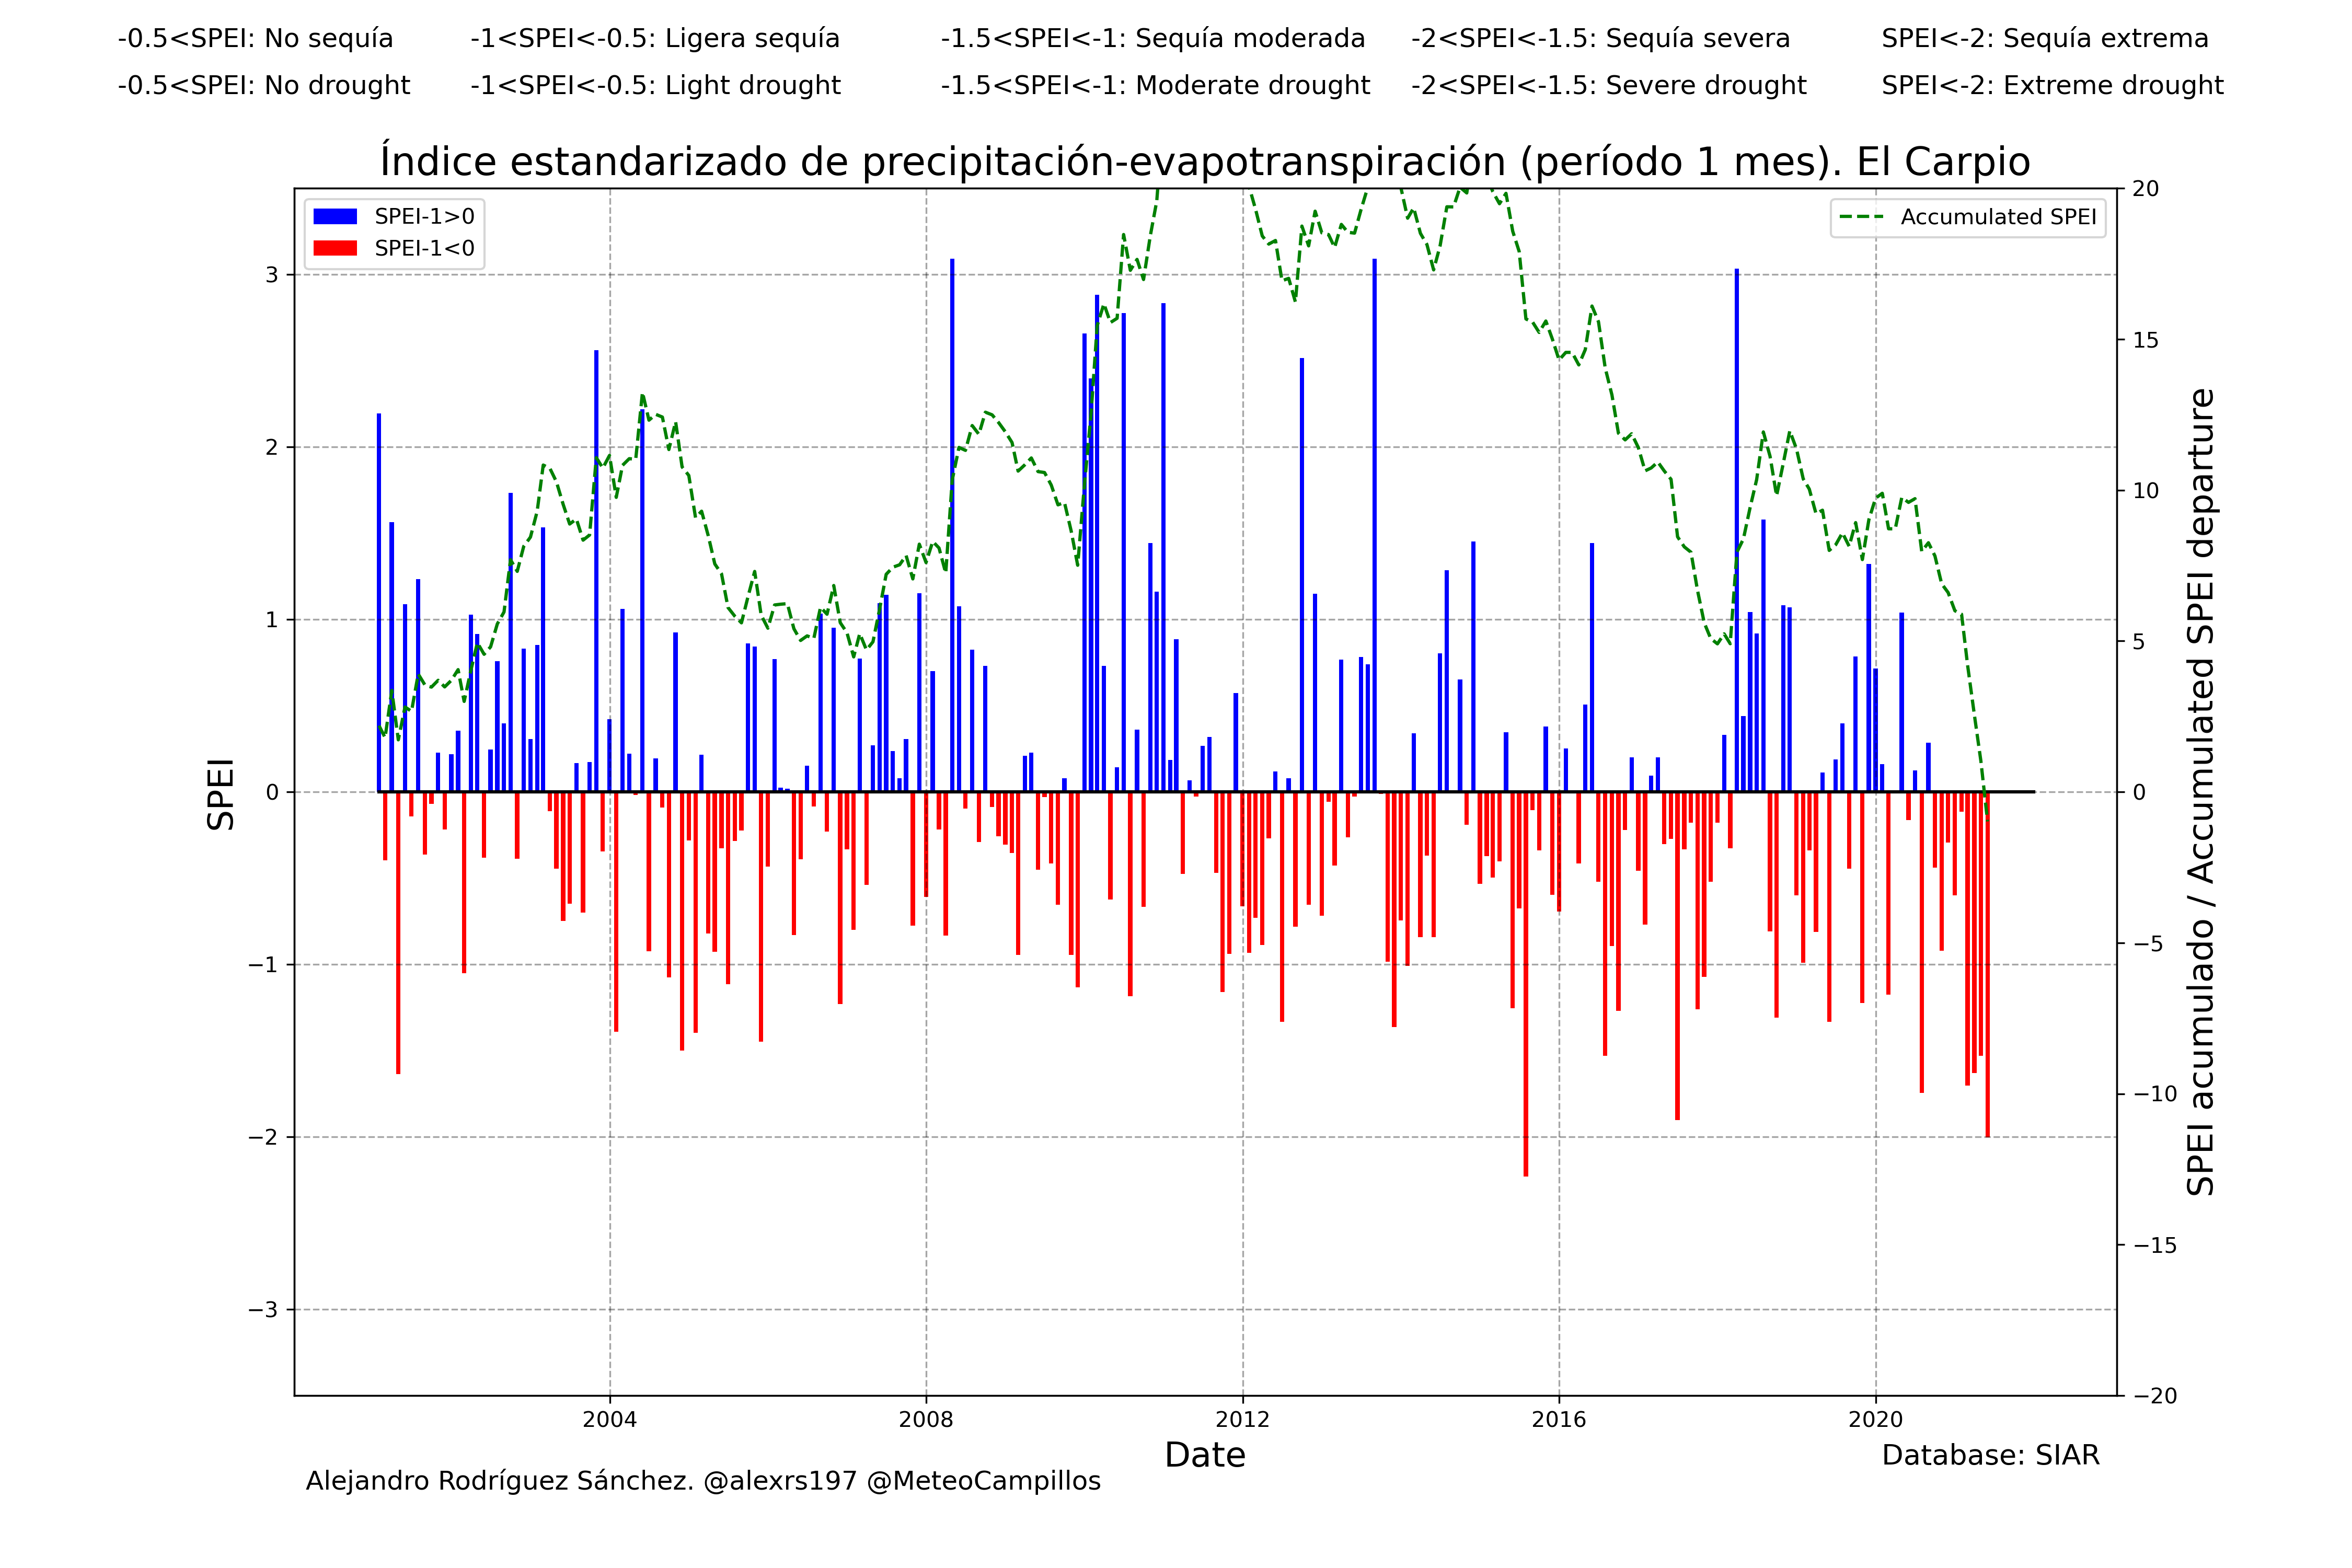 -0.5<SPEI: No sequía -1<SPEI<-0.5: Ligera sequía -1.5<SPEI<-1: Sequía moderada -2<SPEI<-1.5: Sequía severa SPEI<-2: Sequía extrema
-0.5<SPEI: No drought -1<SPEI<-0.5: Light drought -1.5<SPEI<-1: Moderate drought -2<SPEI<-1.5: Severe drought SPEI<-2: Extreme drought
Índice estandarizado de precipitación-evapotranspiración (período 1 mes). El Carpio
SPEI-1>0
SPEI-1<0
Accumulated SPEI
SPEI
3
2
1
0
−1
−2
−3
20
15
10
5
0
−5
−10
−15
−20
SPEI acumulado / Accumulated SPEI departure
2004 2008 2012 2016 2020
Date
Database: SIAR
Alejandro Rodríguez Sánchez. @alexrs197 @MeteoCampillos